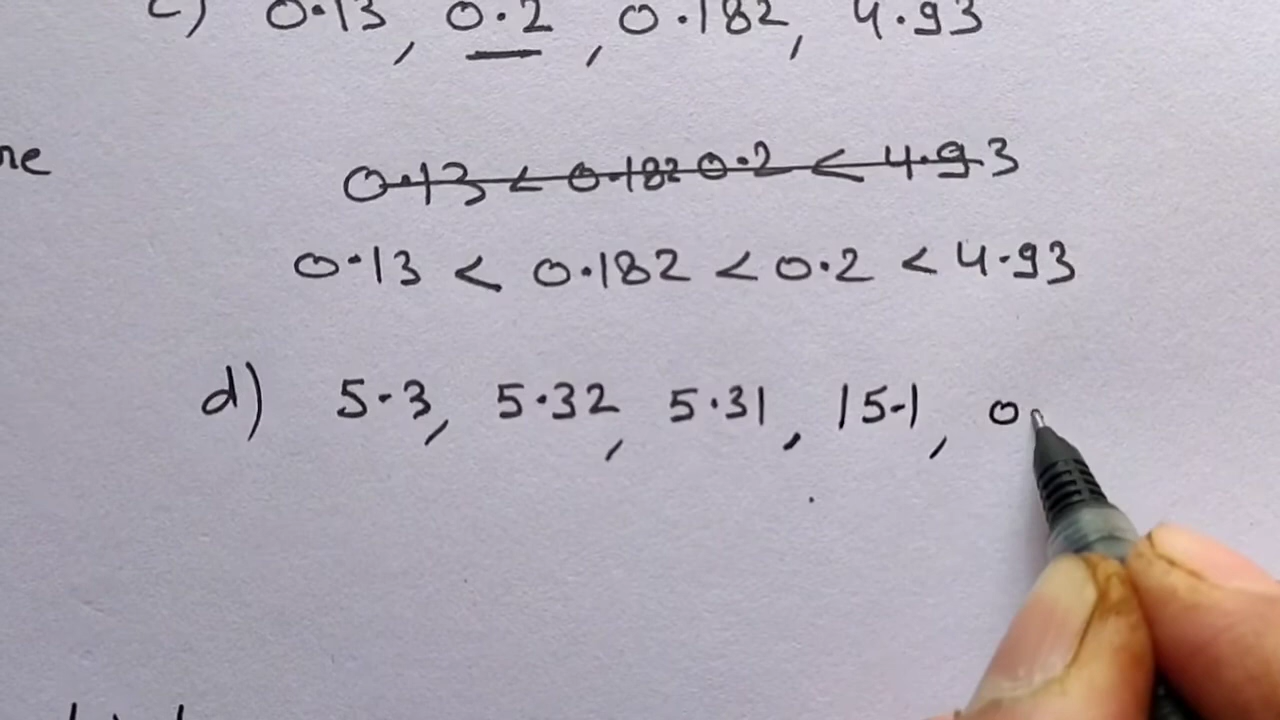 c) 0.13, 0.2, 0.182, 4.93
ne
0.13 < 0.182 0.2 < 4.93
0.13 < 0.182 < 0.2 < 4.93
d) 5.3, 5.32, 5.31, 15.1, 0